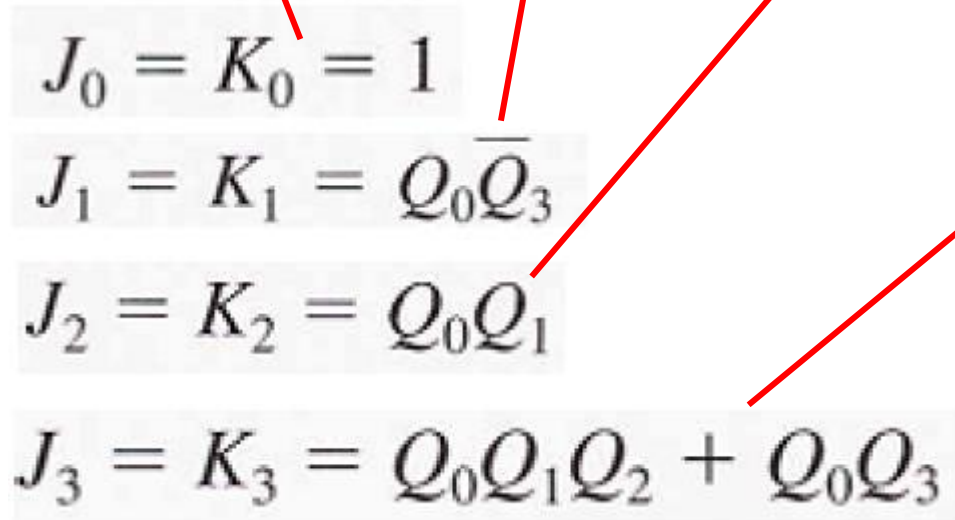 J₀ = K₀ = 1
J₁ = K₁ = Q₀Q̅₃
J₂ = K₂ = Q₀Q₁
J₃ = K₃ = Q₀Q₁Q₂ + Q₀Q₃